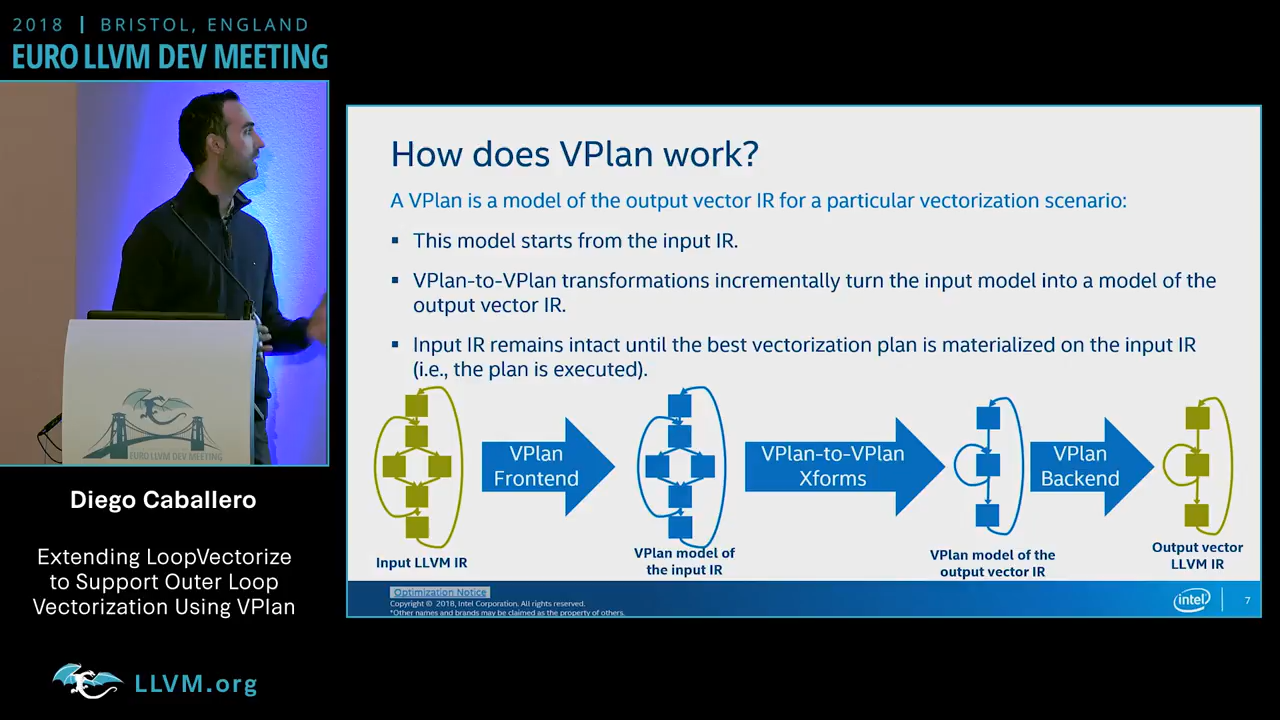 2018 | BRISTOL, ENGLAND
EURO LLVM DEV MEETING
EURO LLVM DEV MEETING
Diego Caballero
Extending LoopVectorize
to Support Outer Loop
Vectorization Using VPlan
LLVM.org
How does VPlan work?
A VPlan is a model of the output vector IR for a particular vectorization scenario:
▪ This model starts from the input IR.
▪ VPlan-to-VPlan transformations incrementally turn the input model into a model of the
output vector IR.
▪ Input IR remains intact until the best vectorization plan is materialized on the input IR
(i.e., the plan is executed).
VPlan
Frontend
VPlan-to-VPlan
Xforms
VPlan
Backend
Input LLVM IR
VPlan model of
the input IR
VPlan model of the
output vector IR
Output vector
LLVM IR
Optimization Notice
Copyright © 2018, Intel Corporation. All rights reserved.
*Other names and brands may be claimed as the property of others.
intel
7